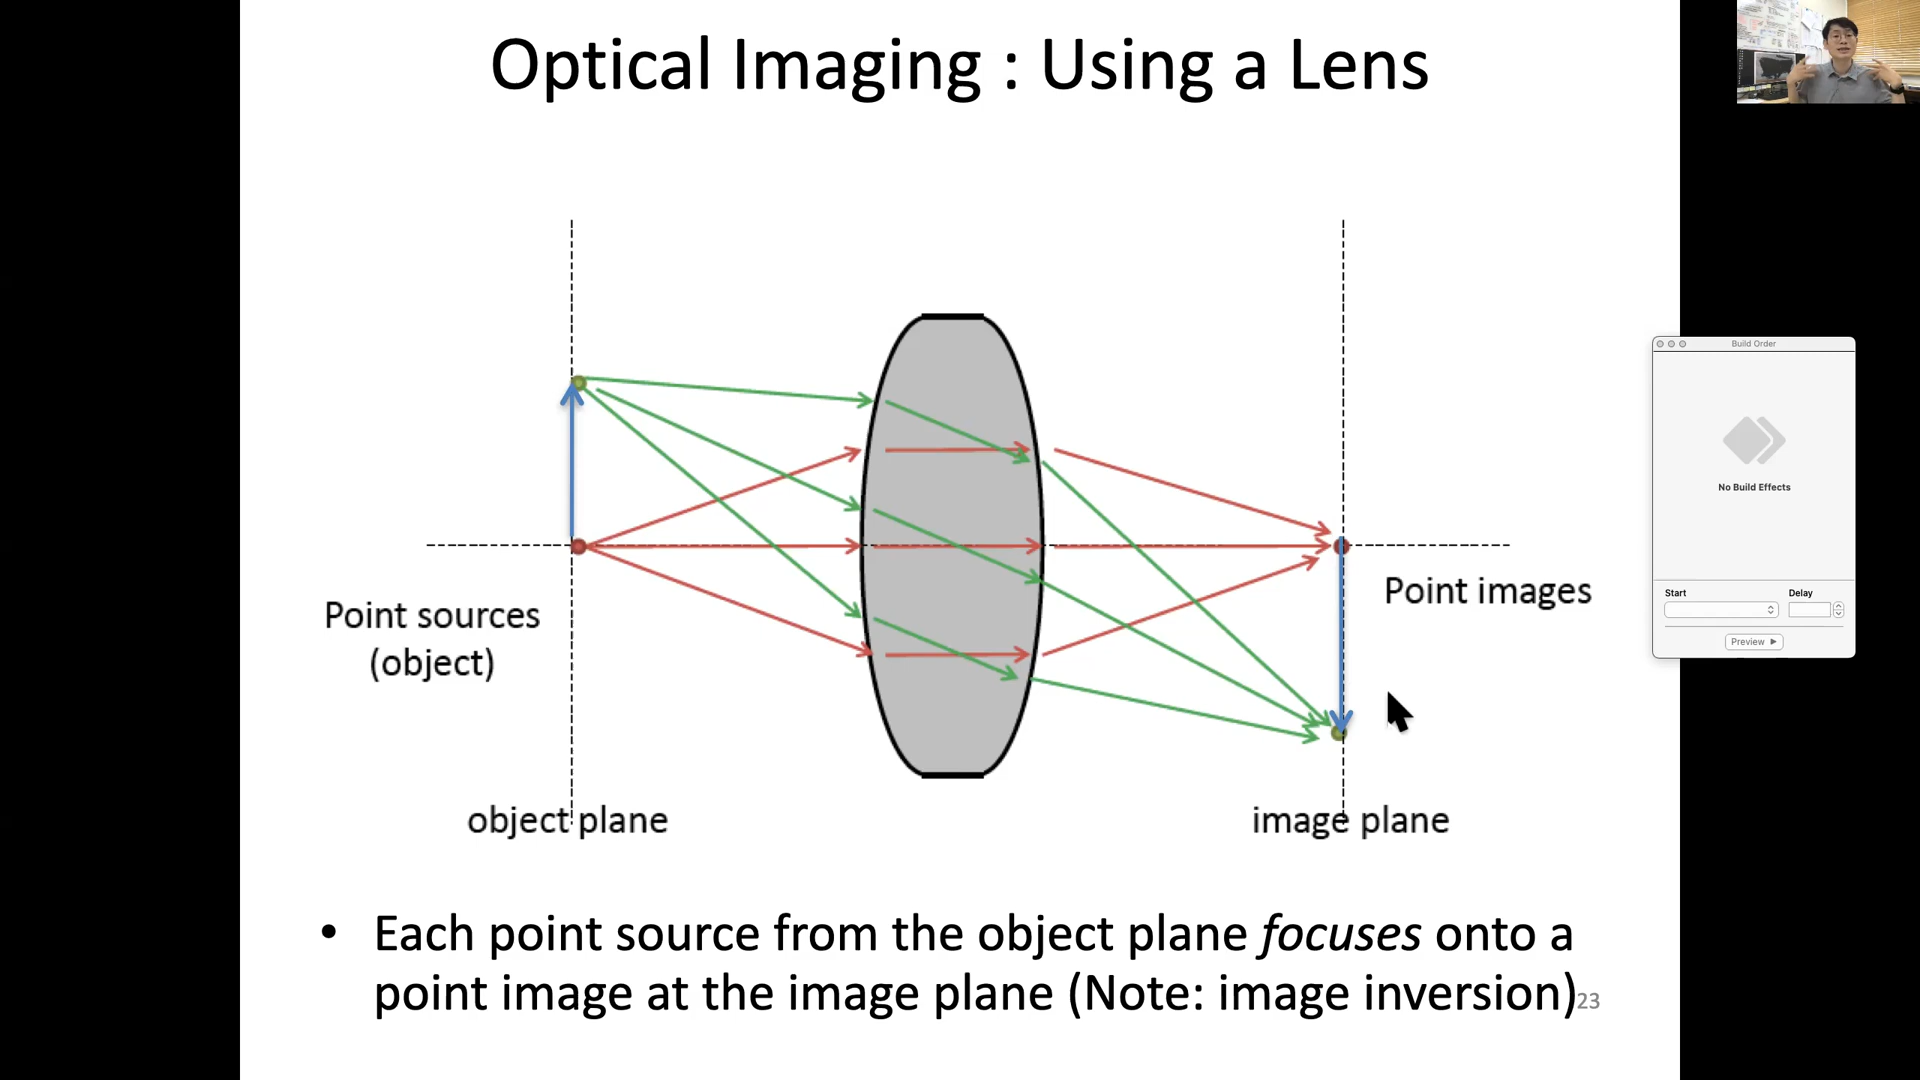 Optical Imaging : Using a Lens
Build Order
No Build Effects
Point sources
(object)
Point images
Start
Delay
Preview
object plane
image plane
• Each point source from the object plane focuses onto a
point image at the image plane (Note: image inversion)
23